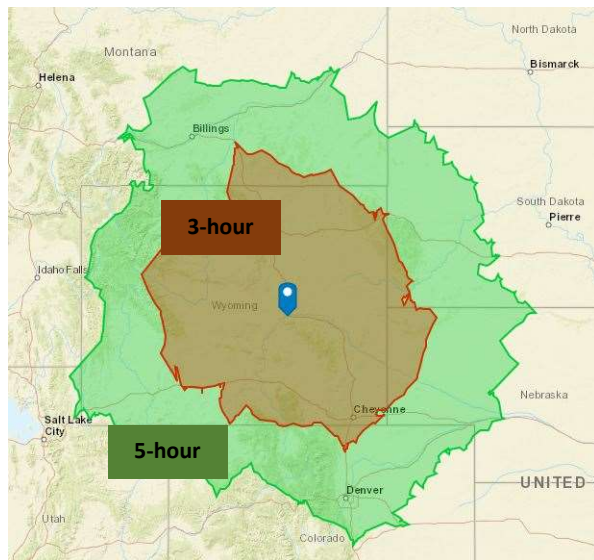 Montana
North Dakota
Helena
Bismarck
Billings
South Dakota
Pierre
3-hour
Idaho Falls
Wyoming
Nebraska
Cheyenne
Salt Lake
City
5-hour
UNITED
Denver
Utah
Colorado